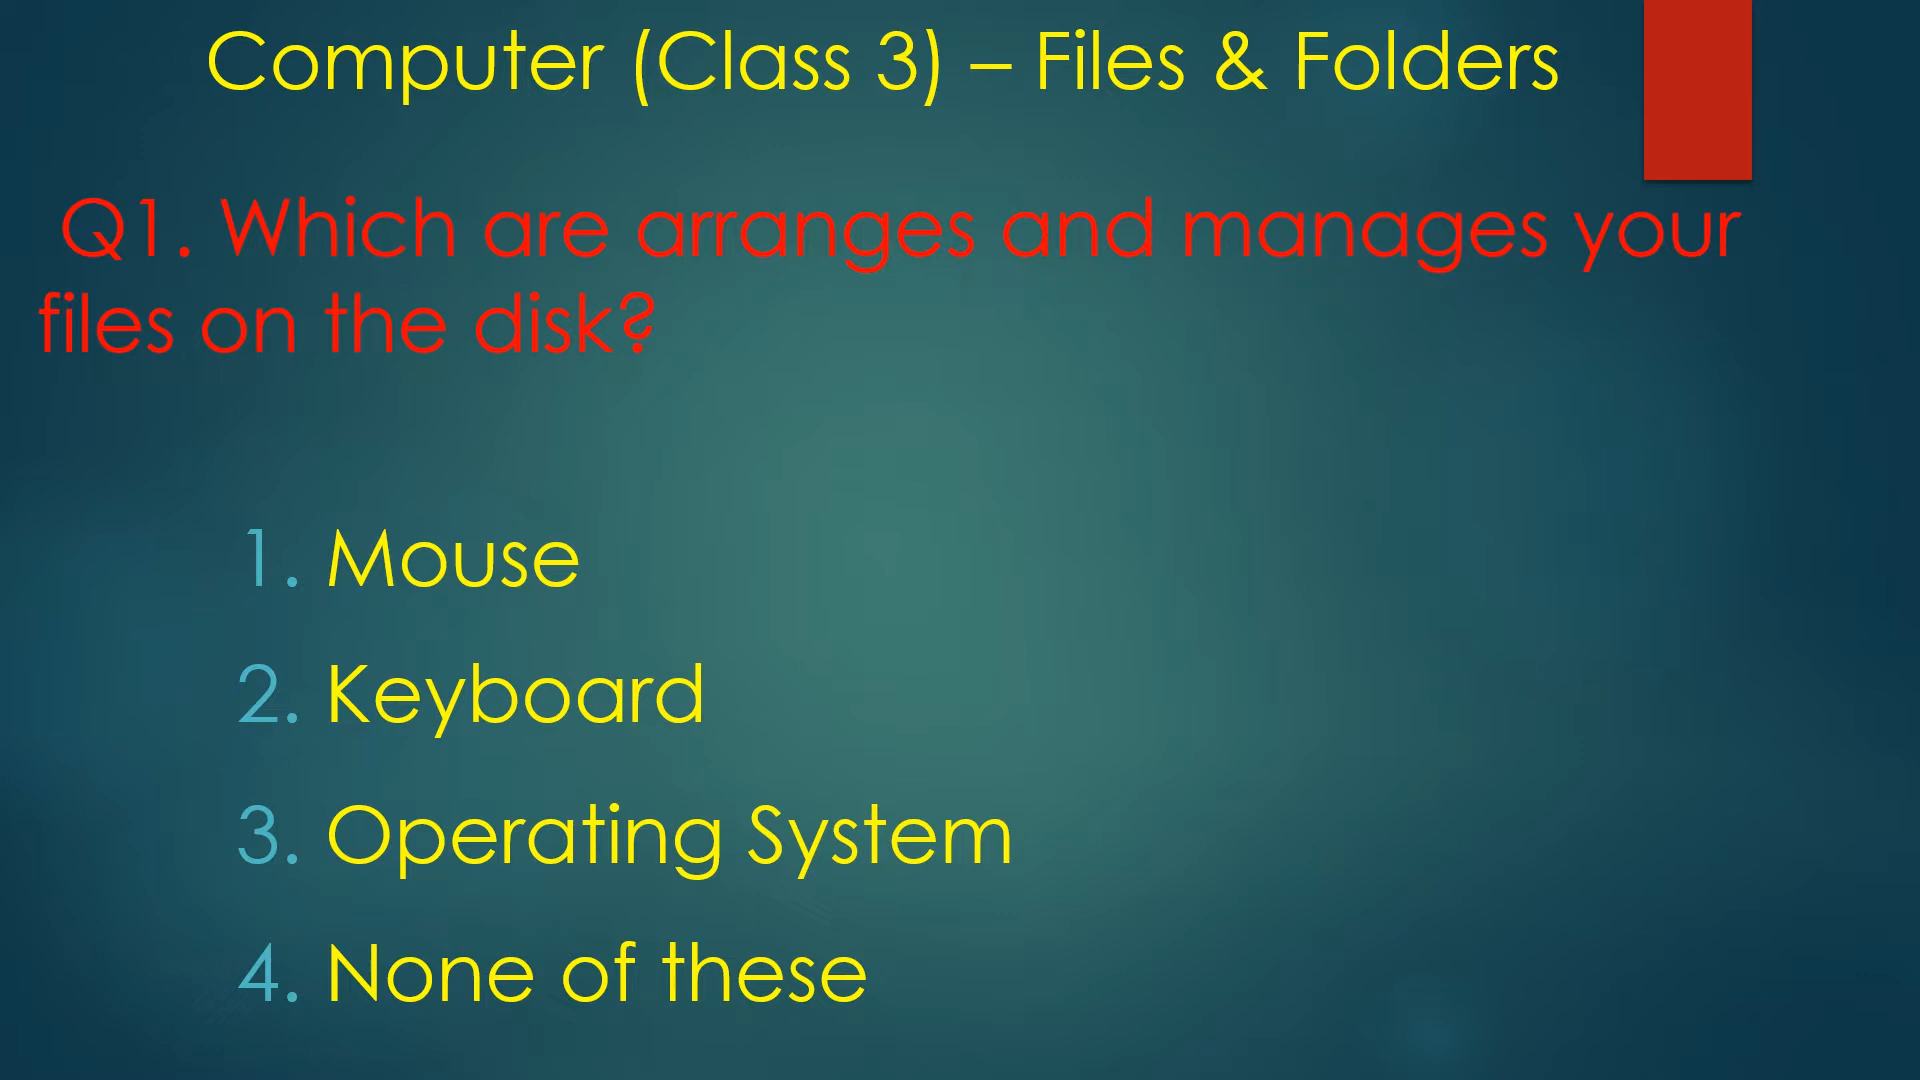 Computer (Class 3) – Files & Folders
Q1. Which are arranges and manages your
files on the disk?
1. Mouse
2. Keyboard
3. Operating System
4. None of these